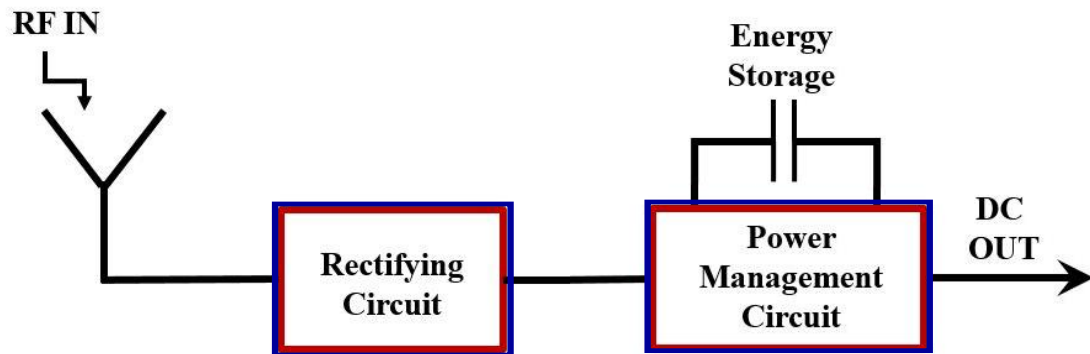 RF IN
Energy
Storage
Rectifying
Circuit
Power
Management
Circuit
DC
OUT